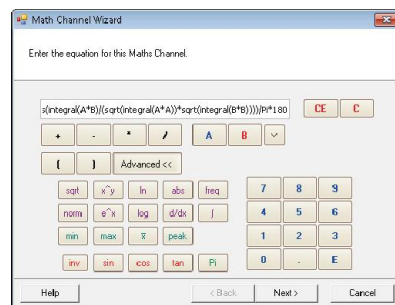 Math Channel Wizard
Enter the equation for this Maths Channel.
s(integral(A*B)/(sqrt(integral(A*A))*sqrt(integral(B*B))))/Pi*180
CE C
+ - * / A B
( ) Advanced <<
sqrt x^y ln abs freq 7 8 9
norm e^x log d/dx ∫ 4 5 6
min max x̅ peak 1 2 3
inv sin cos tan Pi 0 . E
Help < Back Next > Cancel